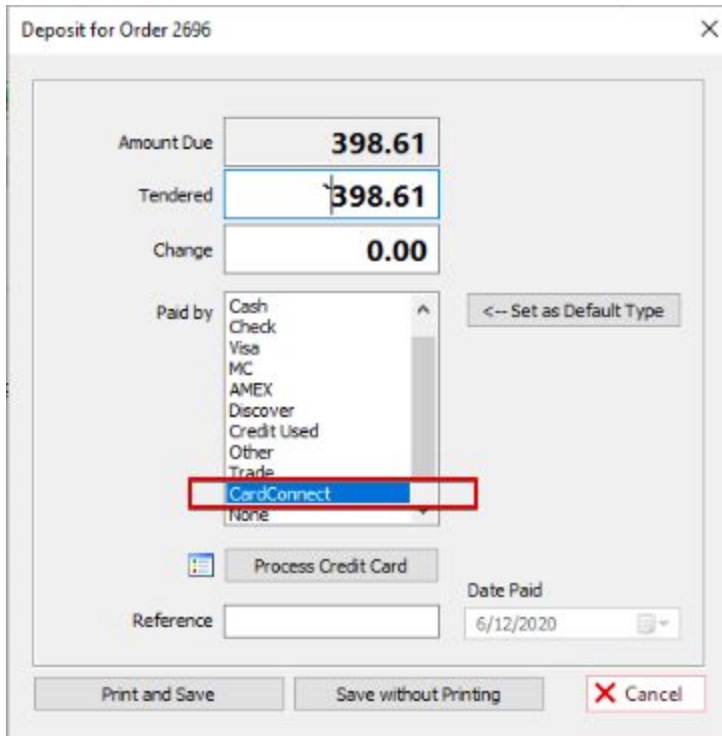 Deposit for Order 2696
Amount Due 398.61
Tendered 398.61
Change 0.00
Paid by
Cash
Check
Visa
MC
AMEX
Discover
Credit Used
Other
Trade
CardConnect
None
<-- Set as Default Type
Process Credit Card
Date Paid
Reference 6/12/2020
Print and Save Save without Printing Cancel